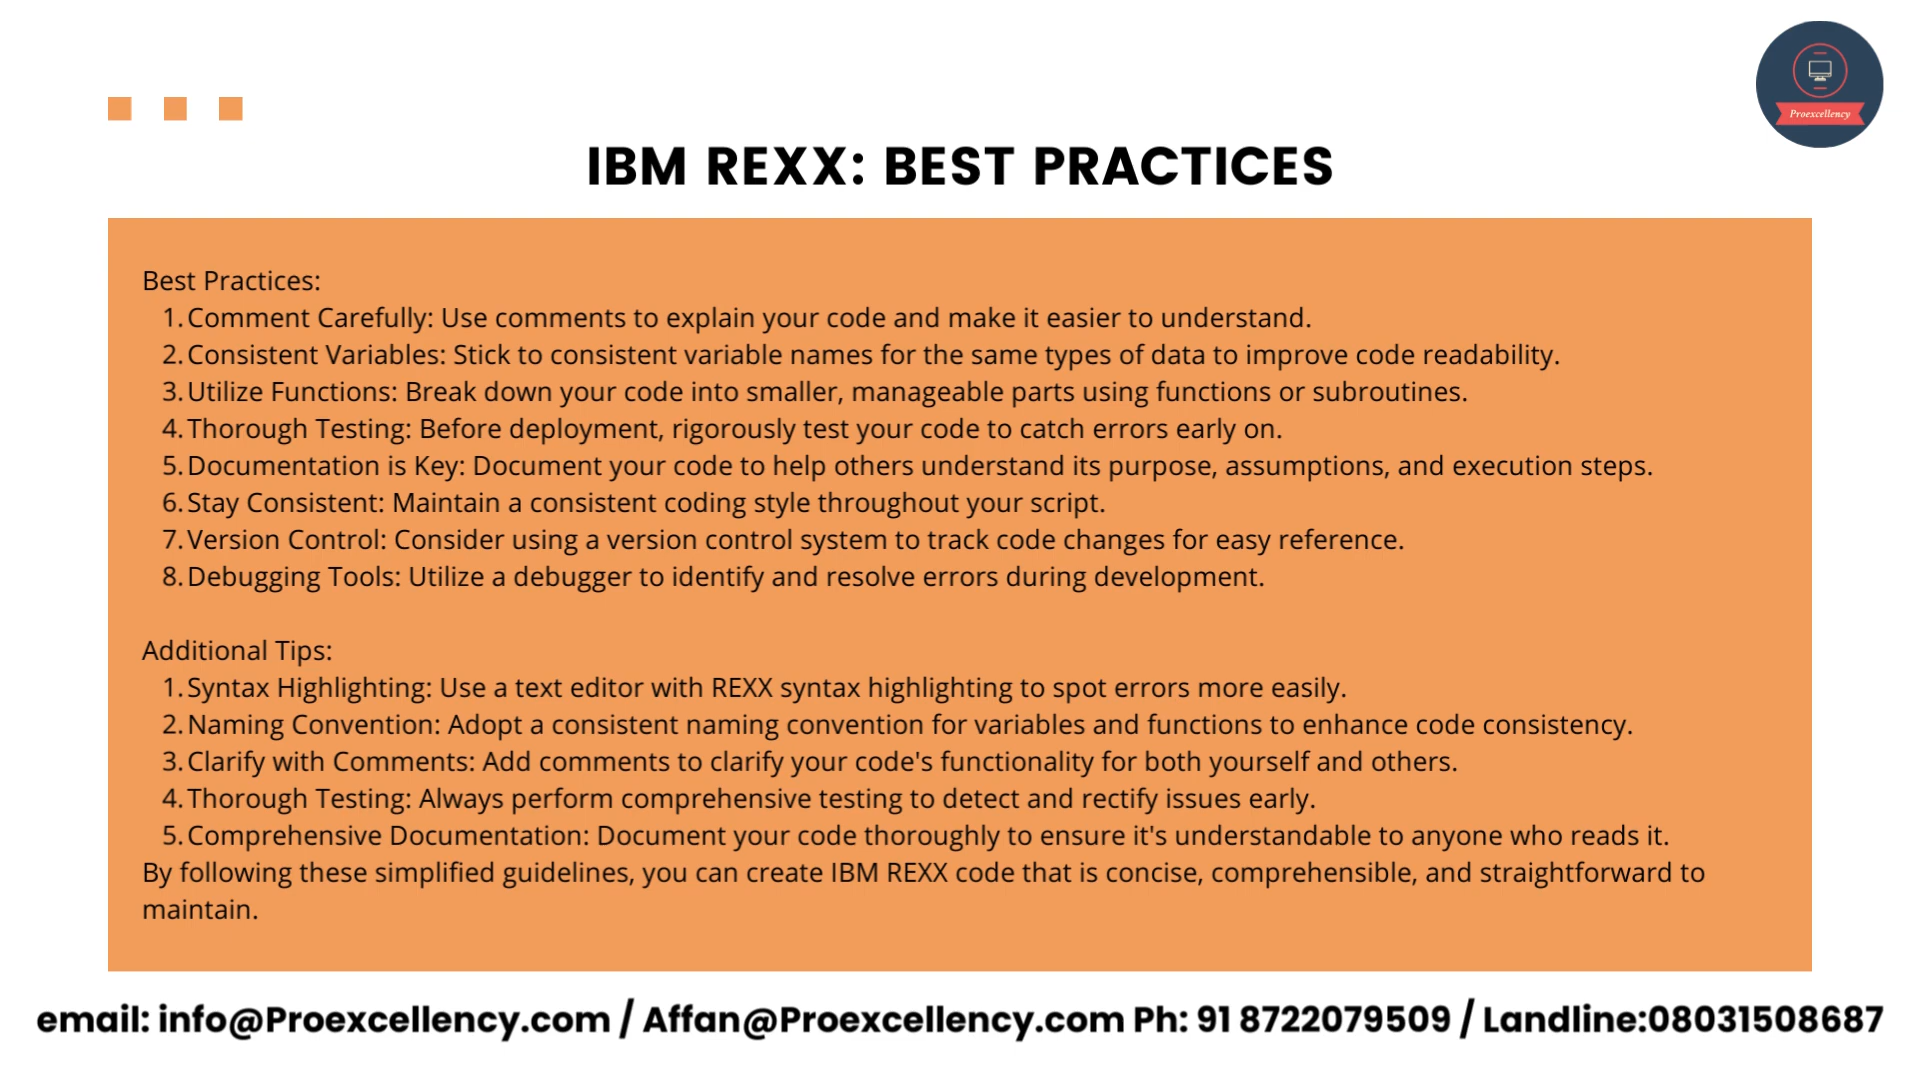 Proexcellency
IBM REXX: BEST PRACTICES
Best Practices:
1. Comment Carefully: Use comments to explain your code and make it easier to understand.
2. Consistent Variables: Stick to consistent variable names for the same types of data to improve code readability.
3. Utilize Functions: Break down your code into smaller, manageable parts using functions or subroutines.
4. Thorough Testing: Before deployment, rigorously test your code to catch errors early on.
5. Documentation is Key: Document your code to help others understand its purpose, assumptions, and execution steps.
6. Stay Consistent: Maintain a consistent coding style throughout your script.
7. Version Control: Consider using a version control system to track code changes for easy reference.
8. Debugging Tools: Utilize a debugger to identify and resolve errors during development.
Additional Tips:
1. Syntax Highlighting: Use a text editor with REXX syntax highlighting to spot errors more easily.
2. Naming Convention: Adopt a consistent naming convention for variables and functions to enhance code consistency.
3. Clarify with Comments: Add comments to clarify your code's functionality for both yourself and others.
4. Thorough Testing: Always perform comprehensive testing to detect and rectify issues early.
5. Comprehensive Documentation: Document your code thoroughly to ensure it's understandable to anyone who reads it.
By following these simplified guidelines, you can create IBM REXX code that is concise, comprehensible, and straightforward to
maintain.
email: info@Proexcellency.com / Affan@Proexcellency.com Ph: 91 8722079509 / Landline:08031508687